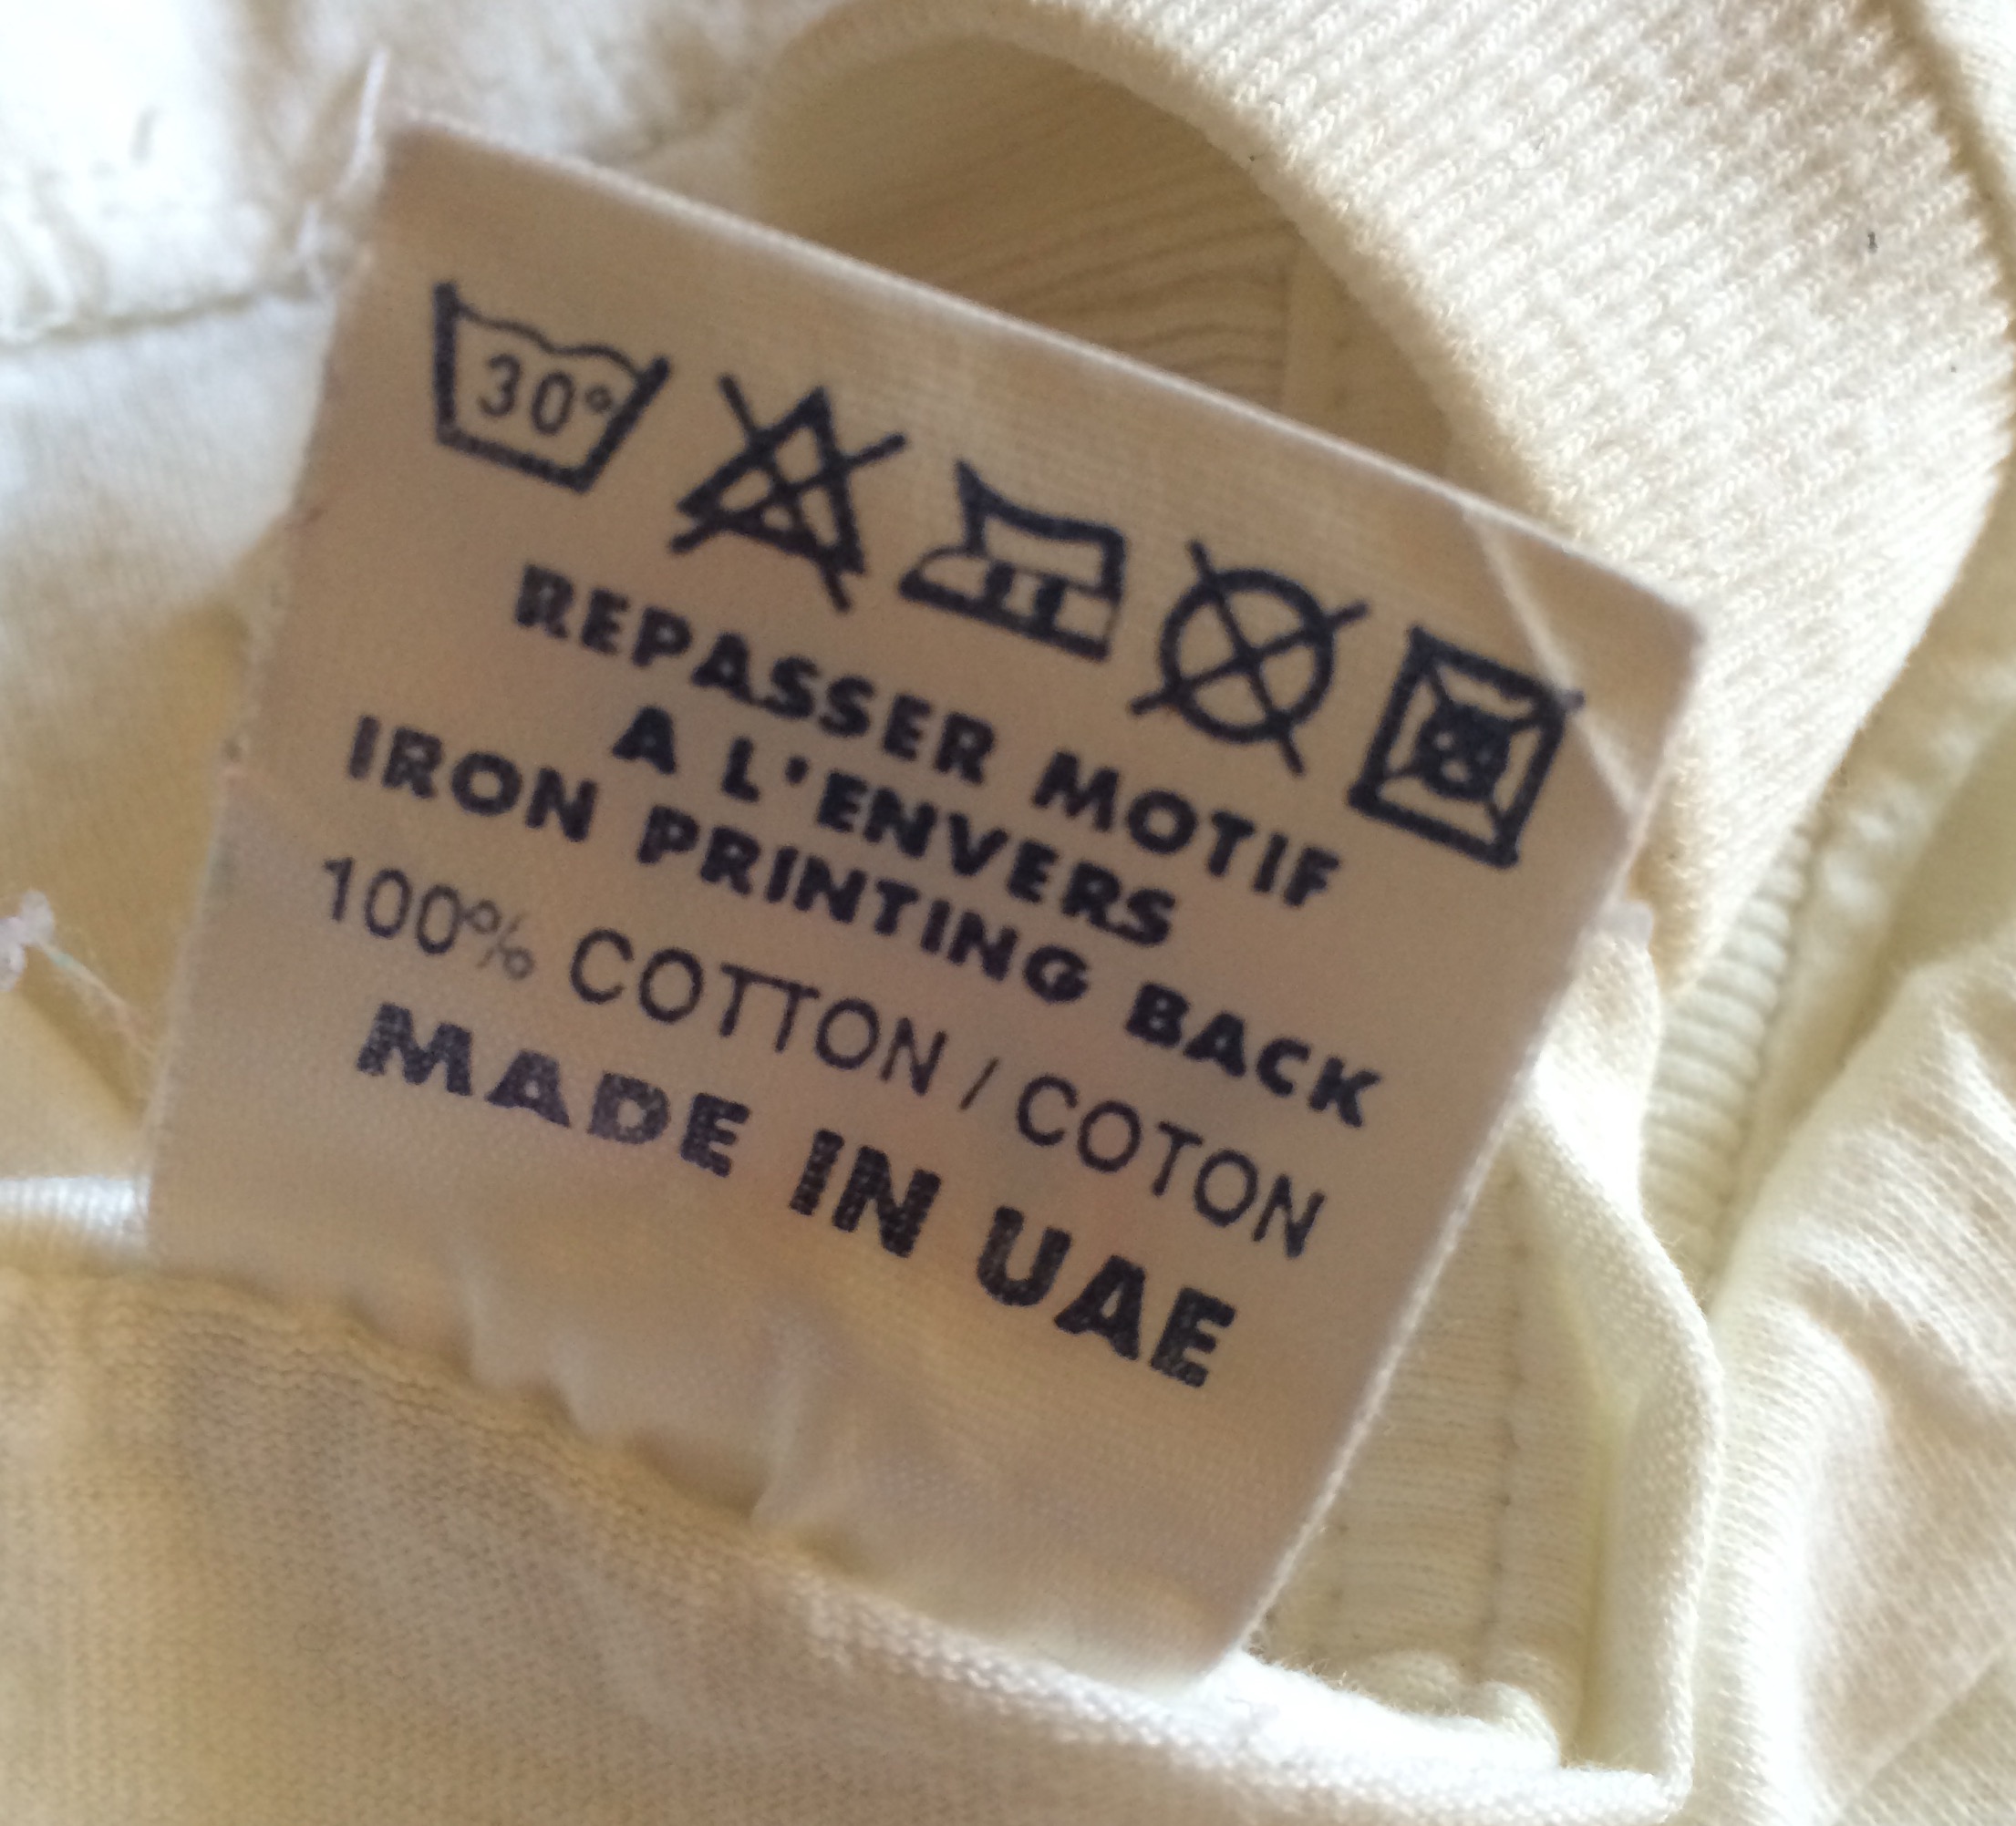 30°
REPASSER MOTIF
A L'ENVERS
IRON PRINTING BACK
100% COTTON / COTON
MADE IN UAE